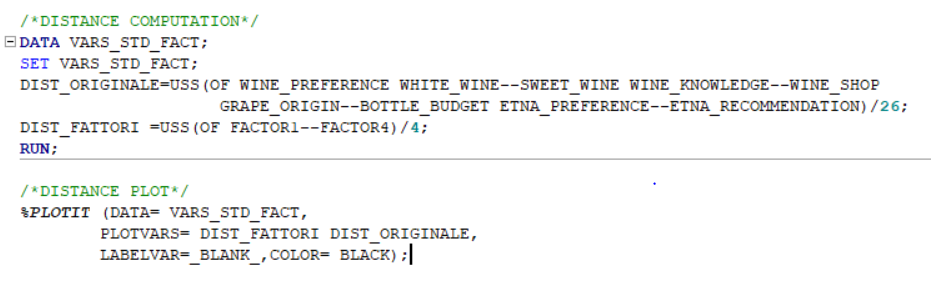 /*DISTANCE COMPUTATION*/
DATA VARS_STD_FACT;
SET VARS_STD_FACT;
DIST_ORIGINALE=USS(OF WINE_PREFERENCE WHITE_WINE--SWEET_WINE WINE_KNOWLEDGE--WINE_SHOP
GRAPE_ORIGIN--BOTTLE_BUDGET ETNA_PREFERENCE--ETNA_RECOMMENDATION)/26;
DIST_FATTORI =USS(OF FACTOR1--FACTOR4)/4;
RUN;
/*DISTANCE PLOT*/
%PLOTIT (DATA= VARS_STD_FACT,
PLOTVARS= DIST_FATTORI DIST_ORIGINALE,
LABELVAR=_BLANK_,COLOR= BLACK);